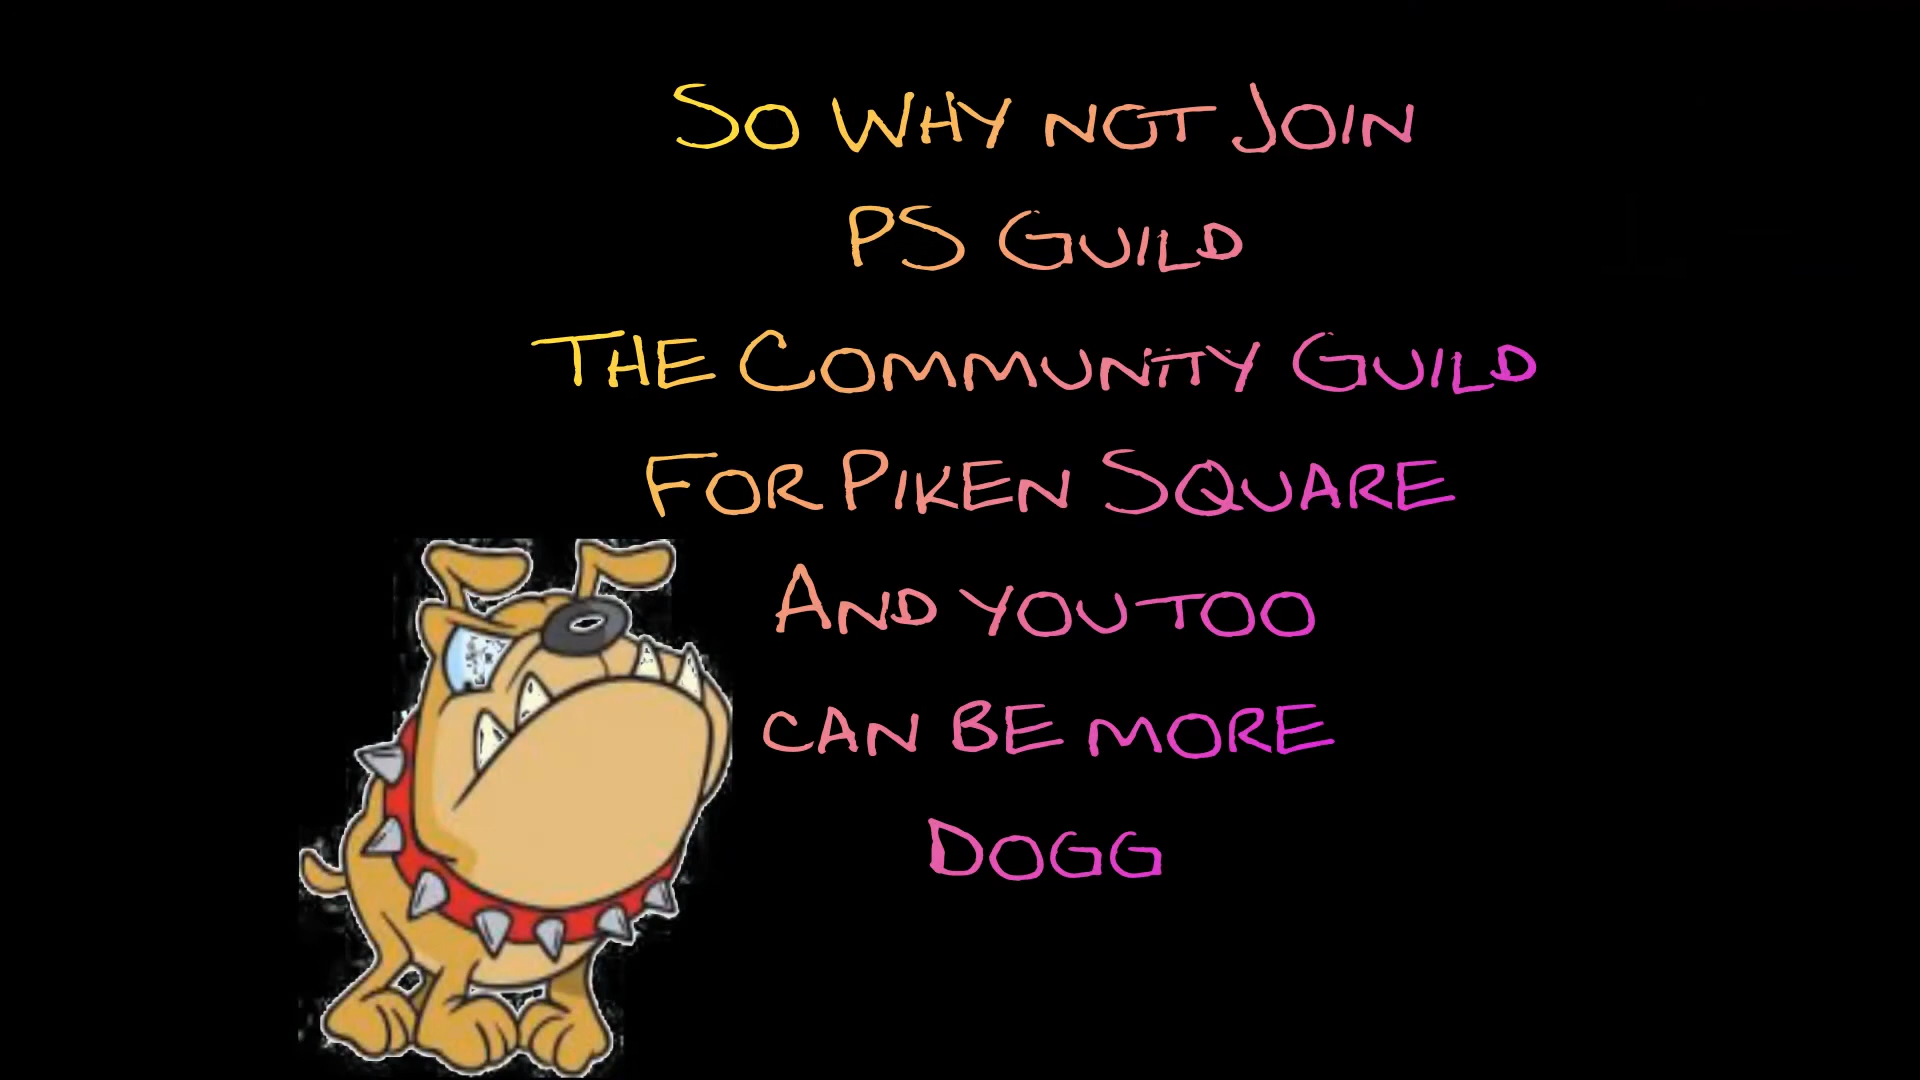 So Why not Join
PS Guild
The Community Guild
For Piken Square
And you too
can be more
Dogg